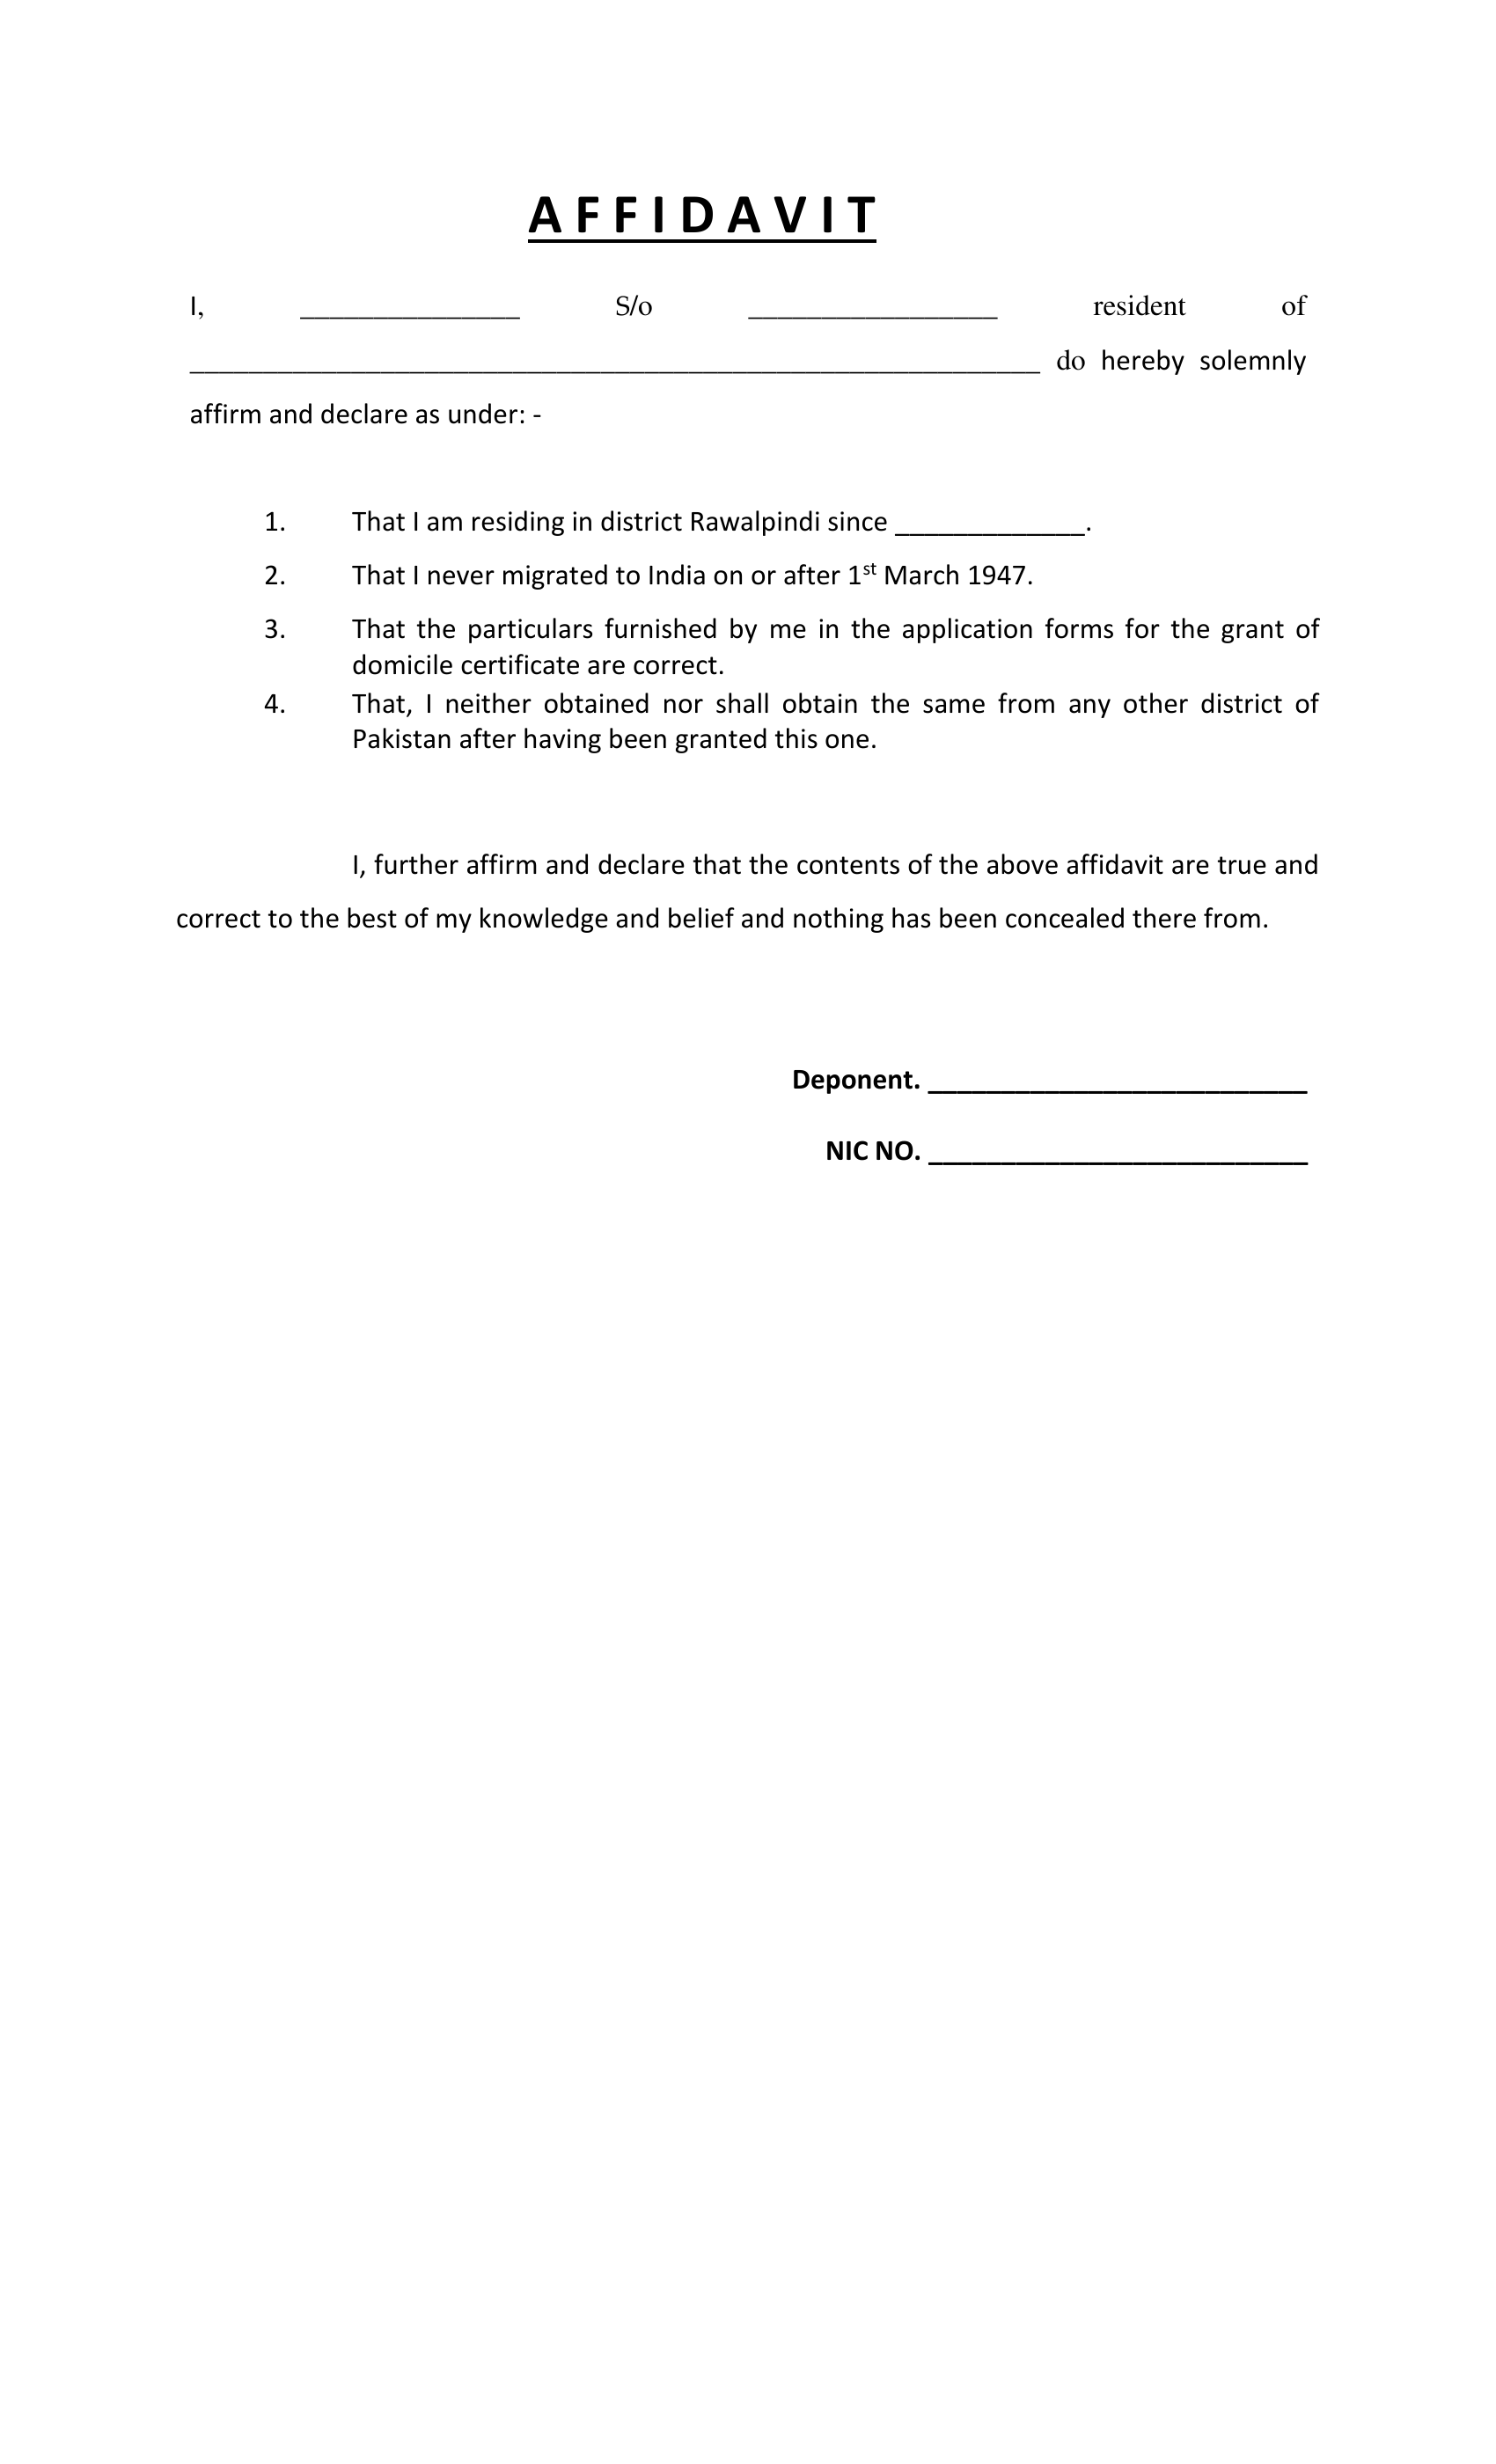 A F F I D A V I T
I, _______________ S/o _________________ resident of
__________________________________________________________ do hereby solemnly
affirm and declare as under: -
1. That I am residing in district Rawalpindi since _____________.
2. That I never migrated to India on or after 1st March 1947.
3. That the particulars furnished by me in the application forms for the grant of
domicile certificate are correct.
4. That, I neither obtained nor shall obtain the same from any other district of
Pakistan after having been granted this one.
I, further affirm and declare that the contents of the above affidavit are true and
correct to the best of my knowledge and belief and nothing has been concealed there from.
Deponent. __________________________
NIC NO. __________________________